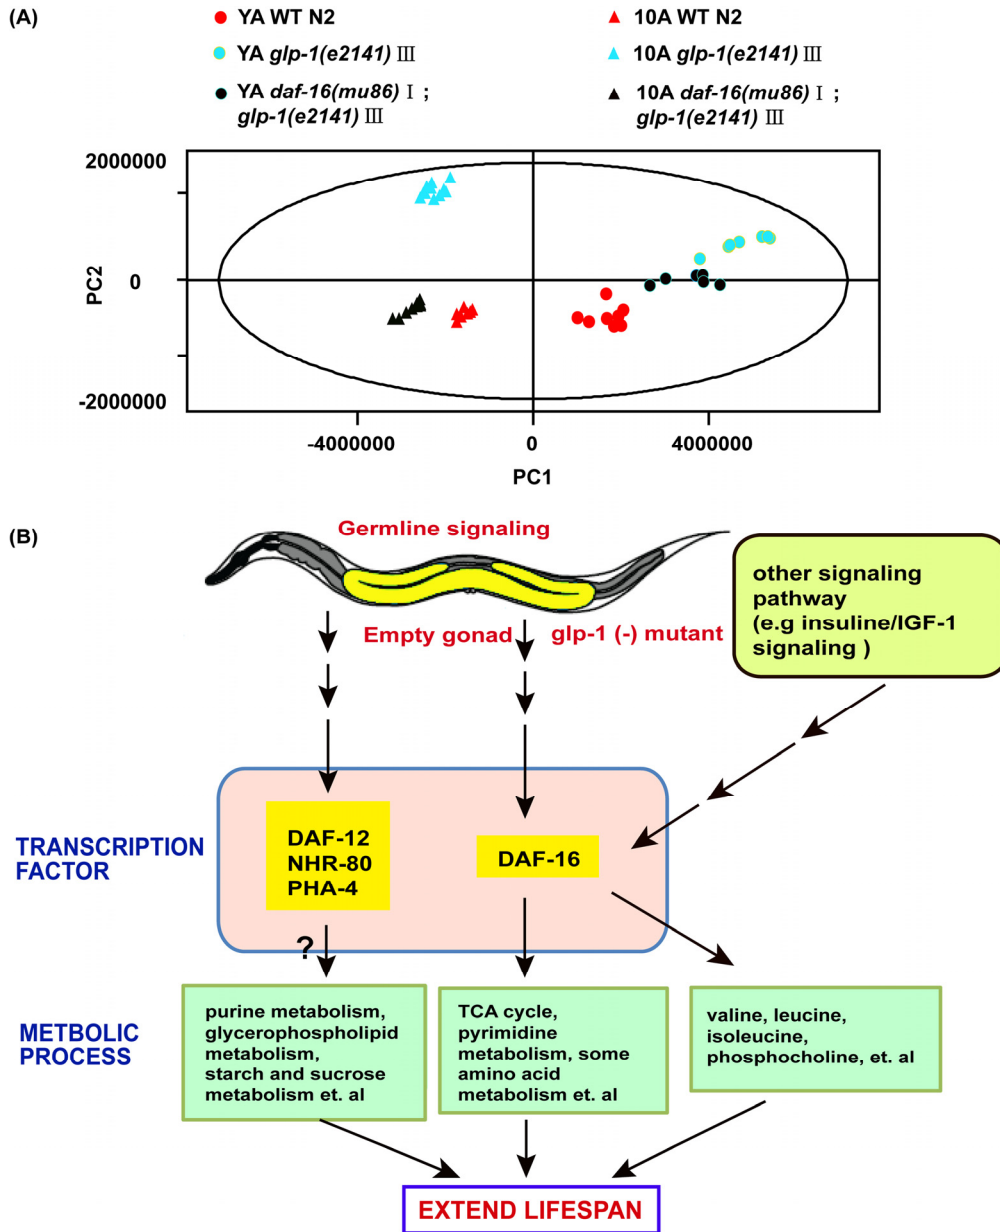 (A)
YA WT N2
10A WT N2
YA glp-1(e2141) Ⅲ
10A glp-1(e2141) Ⅲ
YA daf-16(mu86) Ⅰ ;
glp-1(e2141) Ⅲ
10A daf-16(mu86) Ⅰ ;
glp-1(e2141) Ⅲ
2000000
0
-2000000
PC2
-4000000
0
4000000
PC1
(B)
Germline signaling
Empty gonad
glp-1 (-) mutant
other signaling
pathway
(e.g insuline/IGF-1
signaling )
TRANSCRIPTION
FACTOR
DAF-12
NHR-80
PHA-4
DAF-16
?
METBOLIC
PROCESS
purine metabolism,
glycerophospholipid
metabolism,
starch and sucrose
metabolism et. al
TCA cycle,
pyrimidine
metabolism, some
amino acid
metabolism et. al
valine, leucine,
isoleucine,
phosphocholine, et. al
EXTEND LIFESPAN